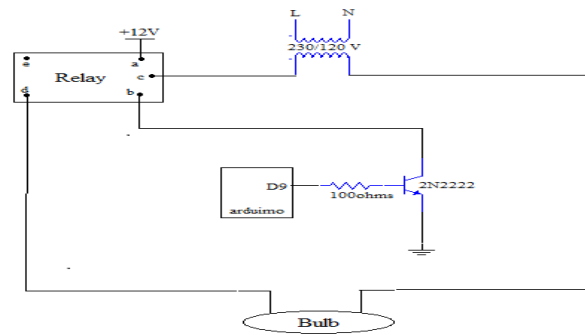 L N
+12V
230/120 V
e a
Relay c
d b
D9
2N2222
100ohms
arduimo
Bulb